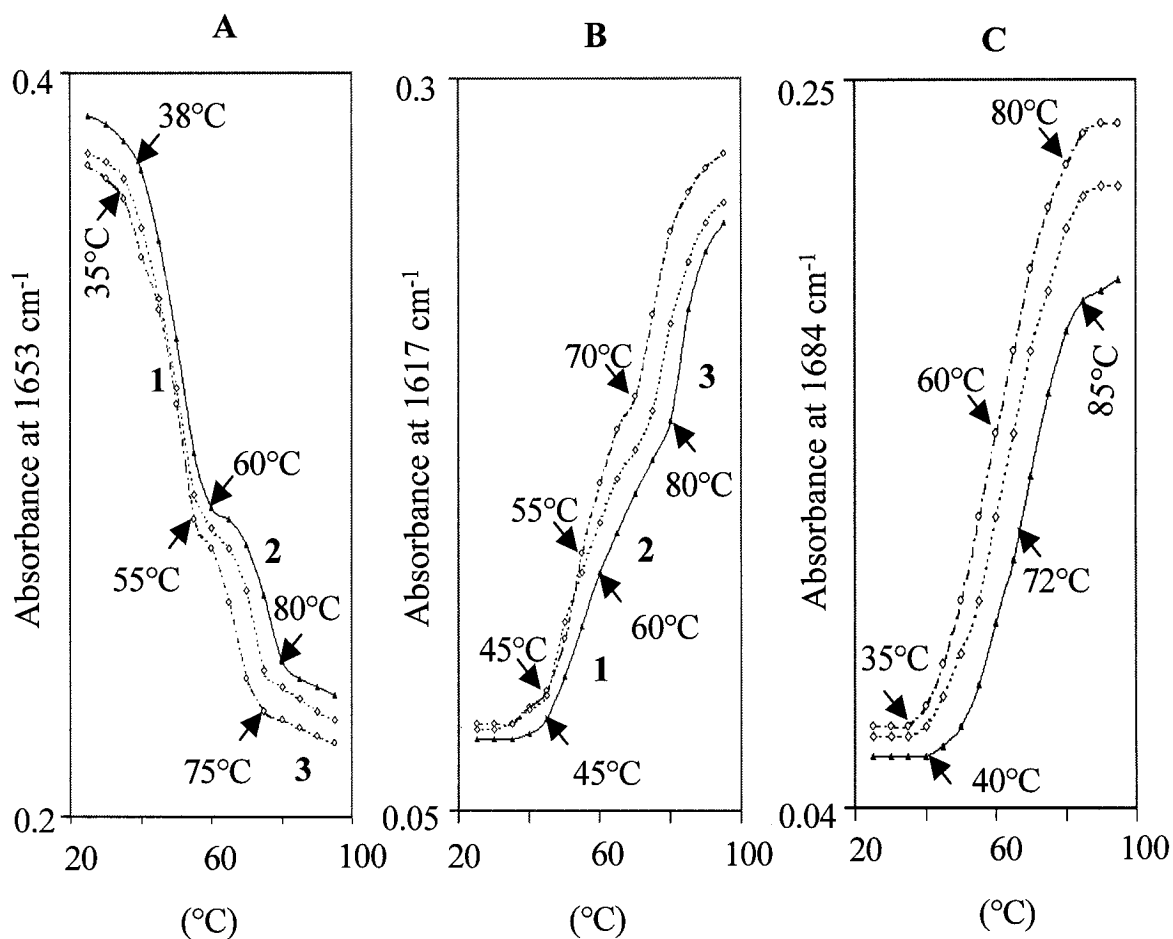 A
Absorbance at 1653 cm-1
0.4
0.2
38°C
35°C
1
60°C
55°C
2
80°C
75°C
3
20
60
100
(°C)
B
Absorbance at 1617 cm-1
0.3
0.05
70°C
3
80°C
55°C
2
60°C
45°C
1
45°C
20
60
100
(°C)
C
Absorbance at 1684 cm-1
0.25
0.04
80°C
85°C
60°C
72°C
35°C
40°C
20
60
100
(°C)